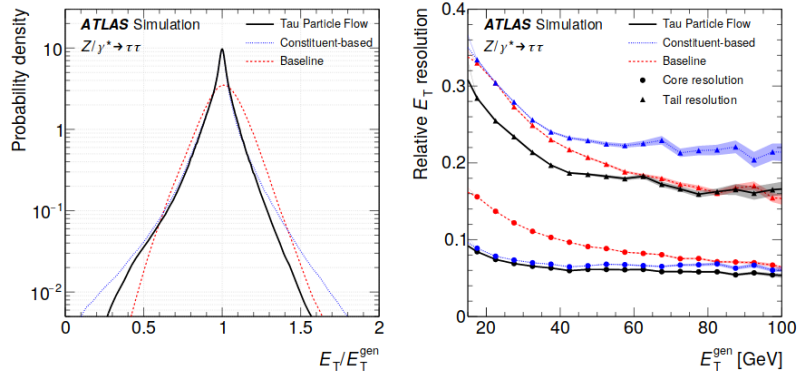 ATLAS Simulation
Z/γ*→ττ
Tau Particle Flow
Constituent-based
Baseline
Probability density
10
1
10⁻¹
10⁻²
0 0.5 1 1.5 2
E_T/E_T^gen
ATLAS Simulation
Z/γ*→ττ
Tau Particle Flow
Constituent-based
Baseline
Core resolution
Tail resolution
Relative E_T resolution
0.4
0.3
0.2
0.1
0
20 40 60 80 100
E_T^gen [GeV]